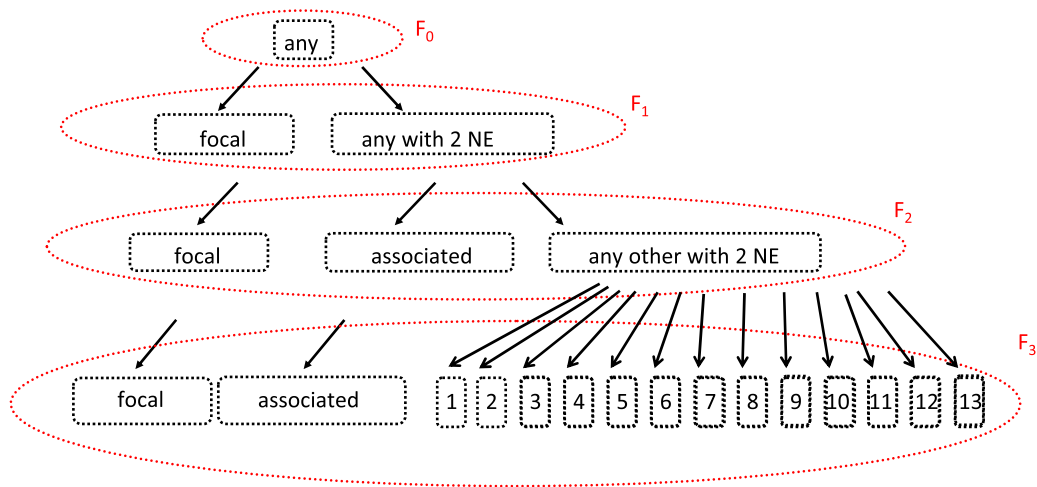 any F0
focal any with 2 NE F1
focal associated any other with 2 NE F2
focal associated 1 2 3 4 5 6 7 8 9 10 11 12 13 F3